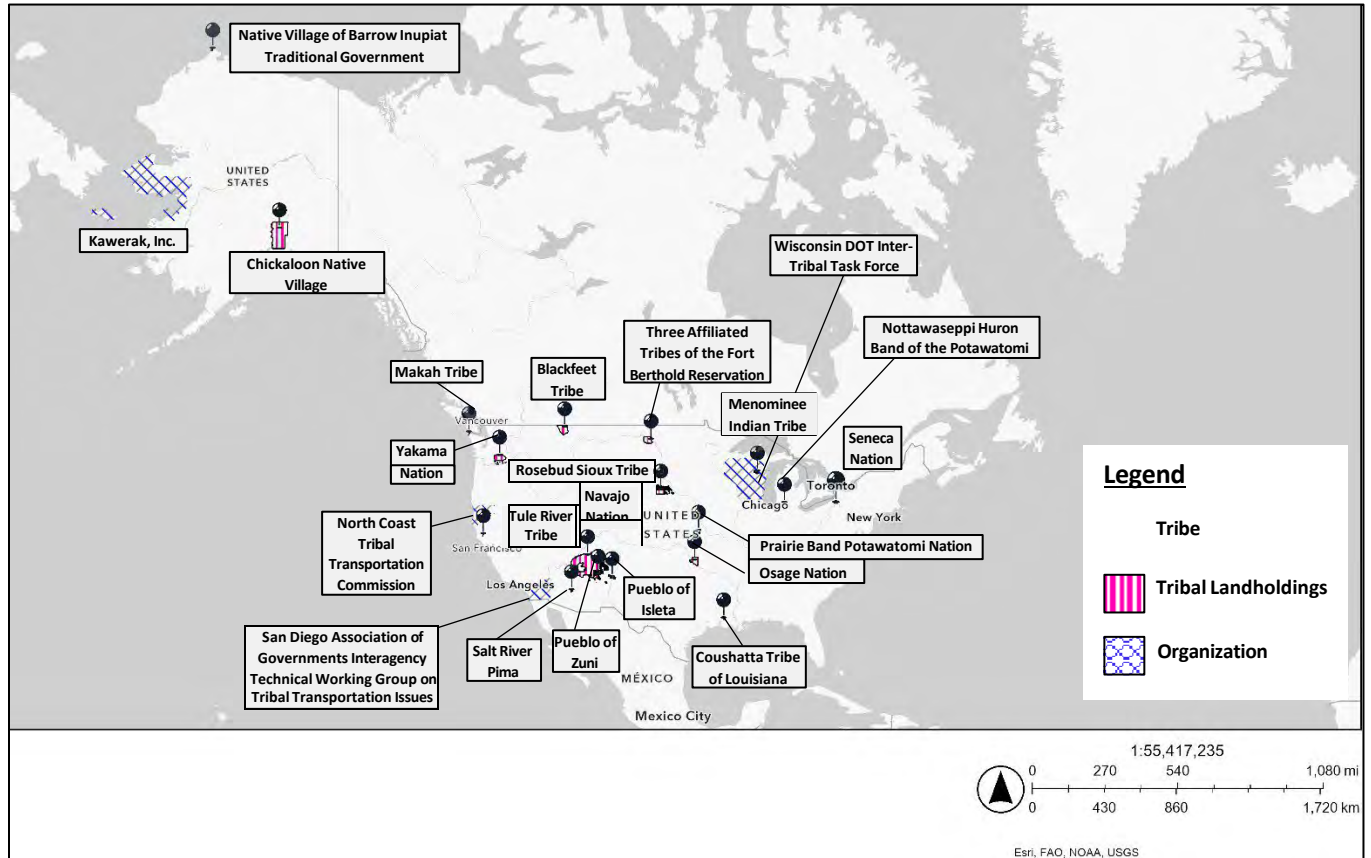 Native Village of Barrow Inupiat
Traditional Government
UNITED
STATES
Kawerak, Inc.
Chickaloon Native
Village
Wisconsin DOT Inter-
Tribal Task Force
Three Affiliated
Tribes of the Fort
Berthold Reservation
Nottawaseppi Huron
Band of the Potawatomi
Makah Tribe
Blackfeet
Tribe
Vancouver
Menominee
Indian Tribe
Seneca
Nation
Yakama
Nation
Rosebud Sioux Tribe
Toronto
Chicago
New York
Navajo
Nation
Tule River
Tribe
UNITED
STATES
North Coast
Tribal
Transportation
Commission
San Francisco
Prairie Band Potawatomi Nation
Osage Nation
Los Angeles
Pueblo of
Isleta
San Diego Association of
Governments Interagency
Technical Working Group on
Tribal Transportation Issues
Salt River
Pima
Pueblo of
Zuni
Coushatta Tribe
of Louisiana
MÉXICO
Mexico City
Legend
Tribe
Tribal Landholdings
Organization
1:55,417,235
0 270 540 1,080 mi
0 430 860 1,720 km
Esri, FAO, NOAA, USGS